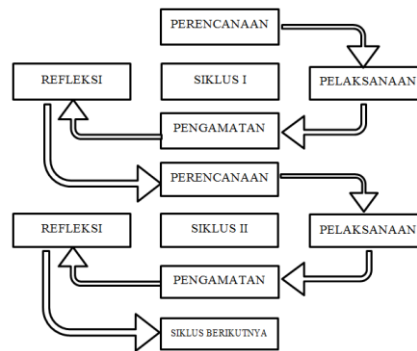 PERENCANAAN
REFLEKSI
SIKLUS I
PELAKSANAAN
PENGAMATAN
PERENCANAAN
REFLEKSI
SIKLUS II
PELAKSANAAN
PENGAMATAN
SIKLUS BERIKUTNYA